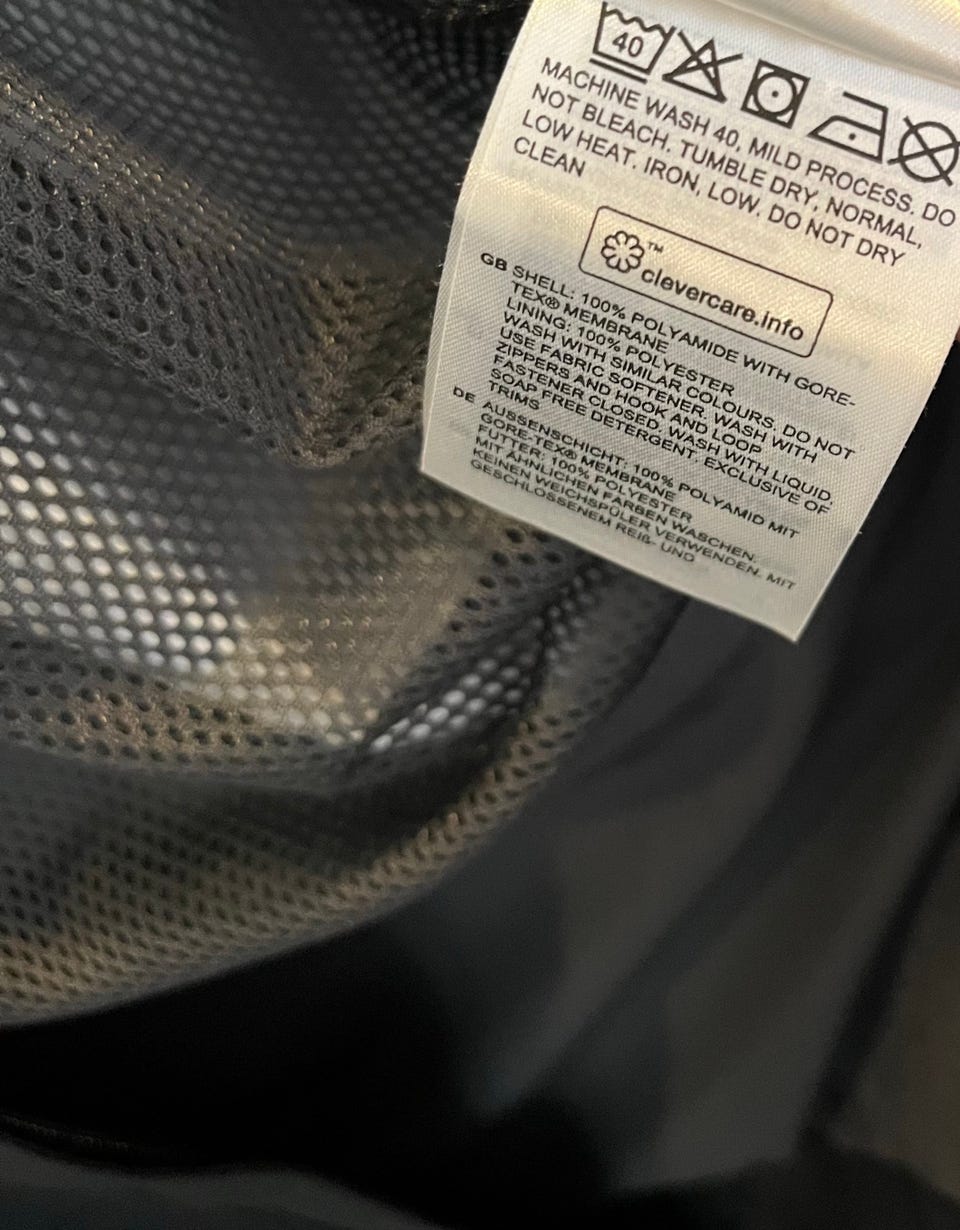 40
MACHINE WASH 40, MILD PROCESS. DO
NOT BLEACH. TUMBLE DRY, NORMAL,
LOW HEAT. IRON, LOW. DO NOT DRY
CLEAN
clevercare.info™
GB SHELL: 100% POLYAMIDE WITH GORE-
TEX® MEMBRANE
LINING: 100% POLYESTER
WASH WITH SIMILAR COLOURS. DO NOT
USE FABRIC SOFTENER. WASH WITH
ZIPPERS AND HOOK AND LOOP
FASTENER CLOSED. WASH WITH LIQUID,
SOAP FREE DETERGENT. EXCLUSIVE OF
TRIMS
DE AUSSENSCHICHT: 100% POLYAMID MIT
GORE-TEX® MEMBRANE
FUTTER: 100% POLYESTER
MIT ÄHNLICHEN FARBEN WASCHEN.
KEINEN WEICHSPÜLER VERWENDEN. MIT
GESCHLOSSENEM REIß- UND